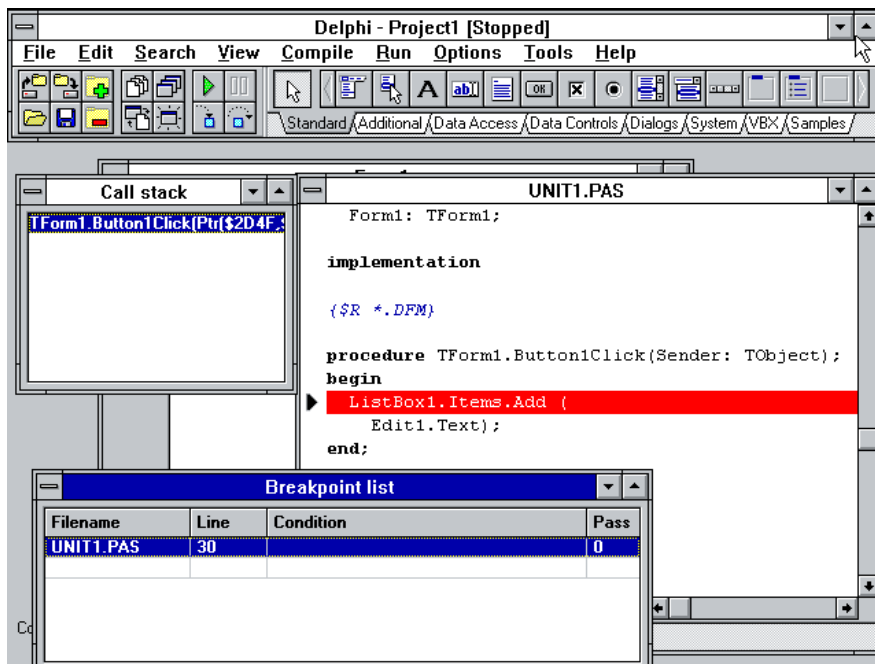 Delphi - Project1 [Stopped]
File Edit Search View Compile Run Options Tools Help
A ab OK
Standard Additional Data Access Data Controls Dialogs System VBX Samples
Call stack
TForm1.Button1Click(Ptr($2D4F,$
UNIT1.PAS
Form1: TForm1;
implementation
{$R *.DFM}
procedure TForm1.Button1Click(Sender: TObject);
begin
ListBox1.Items.Add (
Edit1.Text);
end;
Breakpoint list
Filename Line Condition Pass
UNIT1.PAS 30 0